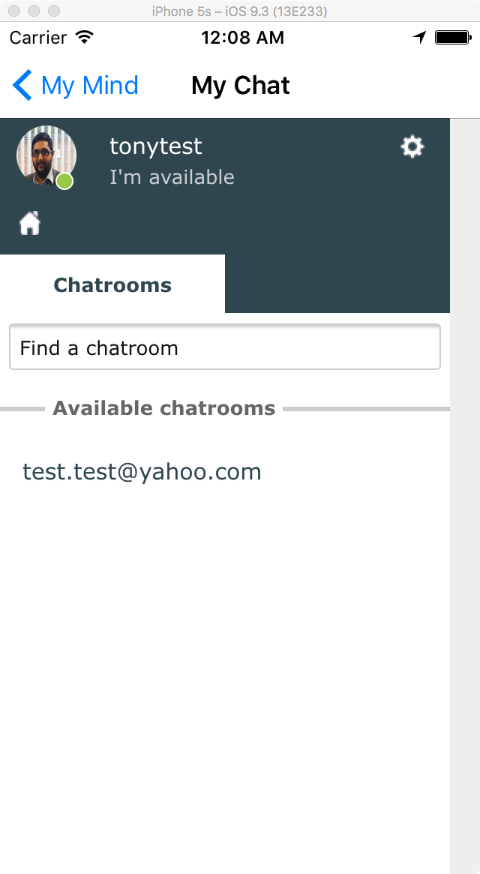 iPhone 5s – iOS 9.3 (13E233)
Carrier 12:08 AM
My Mind My Chat
tonytest
I'm available
Chatrooms
Find a chatroom
Available chatrooms
test.test@yahoo.com